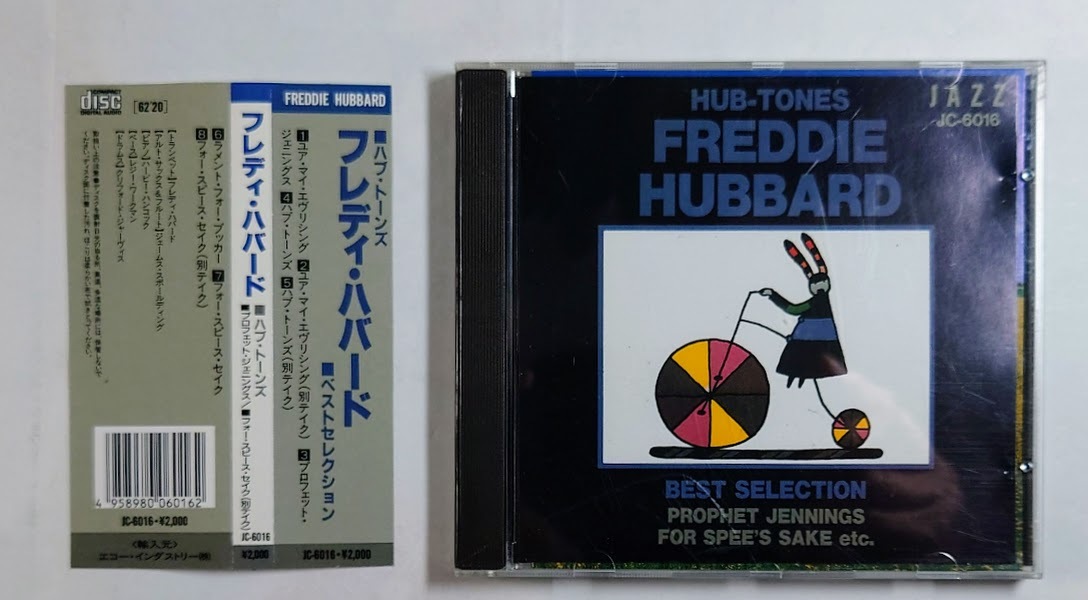 COMPACT
disc
DIGITAL AUDIO
[62'20]
6 ラメント・フォー・ブッカー 7 フォー・スピース・セイク
8 フォー・スピース・セイク(別テイク)
[トランペット]フレディ・ハバード
[アルト・サックス&フルート]ジェームス・スポールディング
[ピアノ]ハービー・ハンコック
[ベース]レジー・ワークマン
[ドラムス]クリフォード・ジャーヴィス
4 958980 060162
JC-6016・¥2,000
〈輸入元〉
エコー・インダストリー㈱
フレディ・ハバード
■ハブ・トーンズ
■プロフェット・ジェニングス/■フォー・スピース・セイク(別テイク)
JC-6016
¥2,000
FREDDIE HUBBARD
■ハブ・トーンズ
フレディ・ハバード
■ベストセレクション
1 ユア・マイ・エヴリシング 2 ユア・マイ・エヴリシング(別テイク) 3 プロフェット・
ジェニングス 4 ハブ・トーンズ 5 ハブ・トーンズ(別テイク)
JC-6016・¥2,000
HUB-TONES
FREDDIE
HUBBARD
JAZZ
JC-6016
BEST SELECTION
PROPHET JENNINGS
FOR SPEE'S SAKE etc.